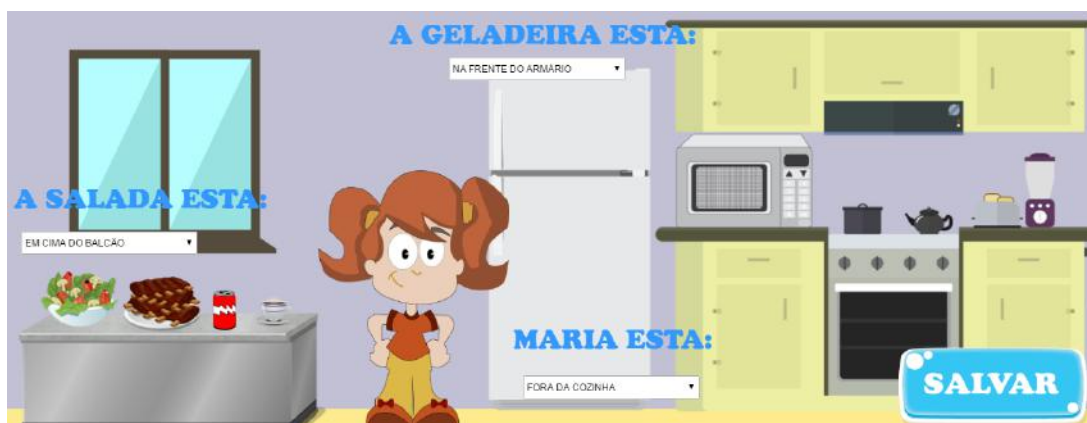 A GELADEIRA ESTA:
NA FRENTE DO ARMÁRIO
A SALADA ESTA:
EM CIMA DO BALCÃO
MARIA ESTA:
FORA DA COZINHA
SALVAR